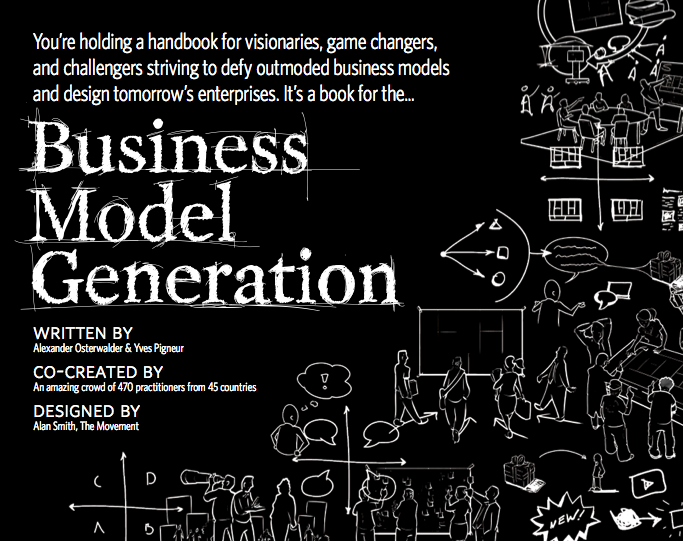 You're holding a handbook for visionaries, game changers,
and challengers striving to defy outmoded business models
and design tomorrow's enterprises. It's a book for the...
Business
Model
Generation
WRITTEN BY
Alexander Osterwalder & Yves Pigneur
CO-CREATED BY
An amazing crowd of 470 practitioners from 45 countries
DESIGNED BY
Alan Smith, The Movement
C D
A B
NEW!